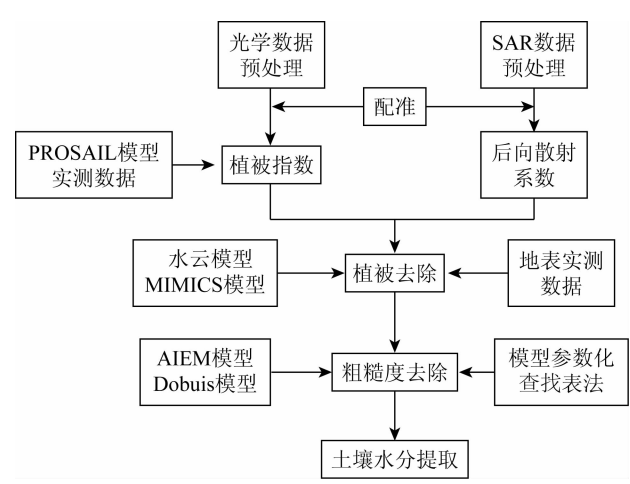 光学数据
预处理
SAR数据
预处理
配准
PROSAIL模型
实测数据
植被指数
后向散射
系数
水云模型
MIMICS模型
植被去除
地表实测
数据
AIEM模型
Dobuis模型
粗糙度去除
模型参数化
查找表法
土壤水分提取